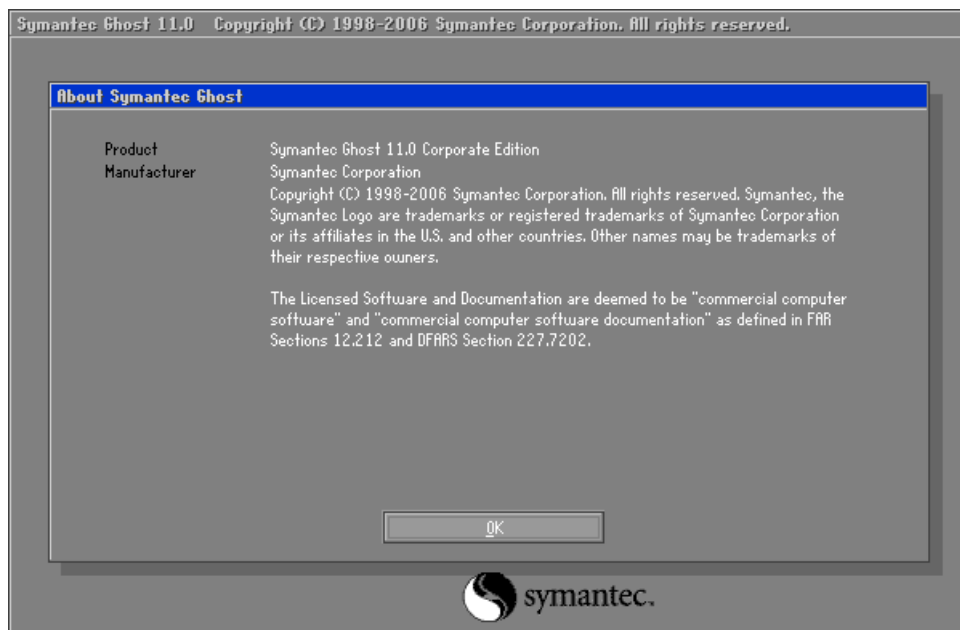 Symantec Ghost 11.0 Copyright (C) 1998-2006 Symantec Corporation. All rights reserved.
About Symantec Ghost
Product Symantec Ghost 11.0 Corporate Edition
Manufacturer Symantec Corporation
Copyright (C) 1998-2006 Symantec Corporation. All rights reserved. Symantec, the
Symantec Logo are trademarks or registered trademarks of Symantec Corporation
or its affiliates in the U.S. and other countries. Other names may be trademarks of
their respective owners.
The Licensed Software and Documentation are deemed to be "commercial computer
software" and "commercial computer software documentation" as defined in FAR
Sections 12.212 and DFARS Section 227.7202.
OK
symantec.